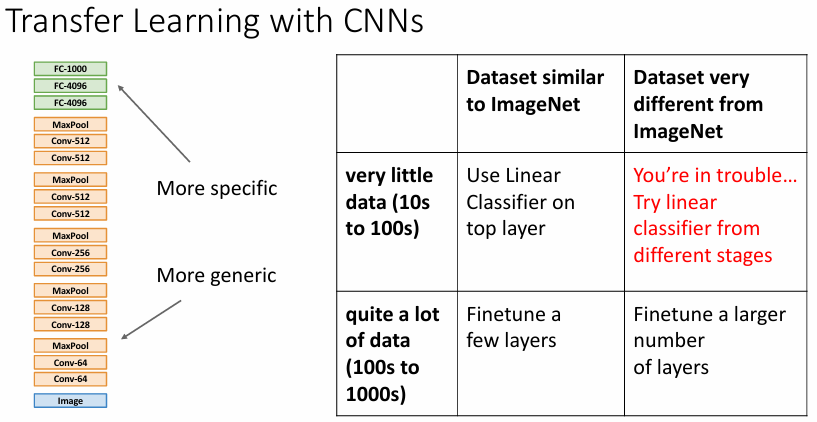 Transfer Learning with CNNs
FC-1000
FC-4096
FC-4096
MaxPool
Conv-512
Conv-512
MaxPool
Conv-512
Conv-512
MaxPool
Conv-256
Conv-256
MaxPool
Conv-128
Conv-128
MaxPool
Conv-64
Conv-64
Image
More specific
More generic
Dataset similar
to ImageNet
Dataset very
different from
ImageNet
very little
data (10s
to 100s)
Use Linear
Classifier on
top layer
You're in trouble…
Try linear
classifier from
different stages
quite a lot
of data
(100s to
1000s)
Finetune a
few layers
Finetune a larger
number
of layers